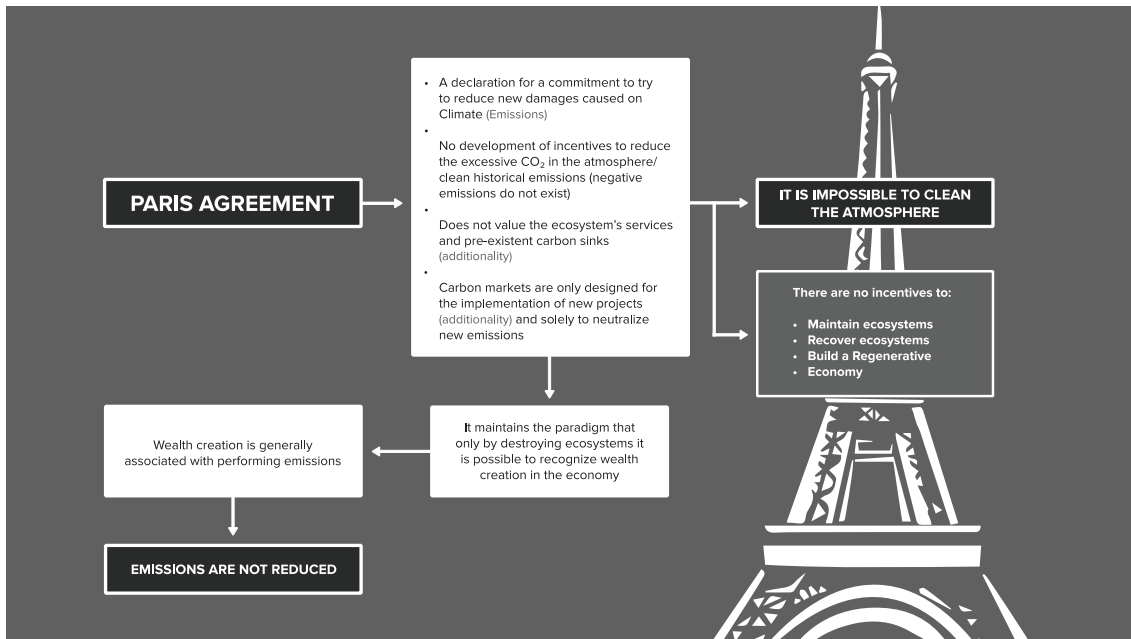 PARIS AGREEMENT
• A declaration for a commitment to try
to reduce new damages caused on
Climate (Emissions)
•
No development of incentives to reduce
the excessive CO₂ in the atmosphere/
clean historical emissions (negative
emissions do not exist)
•
Does not value the ecosystem's services
and pre-existent carbon sinks
(additionality)
•
Carbon markets are only designed for
the implementation of new projects
(additionality) and solely to neutralize
new emissions
IT IS IMPOSSIBLE TO CLEAN
THE ATMOSPHERE
There are no incentives to:
• Maintain ecosystems
• Recover ecosystems
• Build a Regenerative
• Economy
It maintains the paradigm that
only by destroying ecosystems it
is possible to recognize wealth
creation in the economy
Wealth creation is generally
associated with performing emissions
EMISSIONS ARE NOT REDUCED